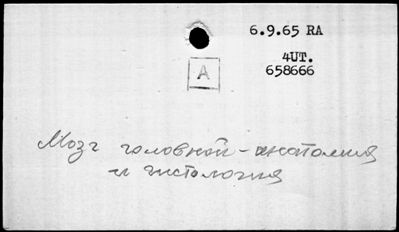 6.9.65 RA
4UT.
658666
A
Мозг головной - анатомия
и гистология